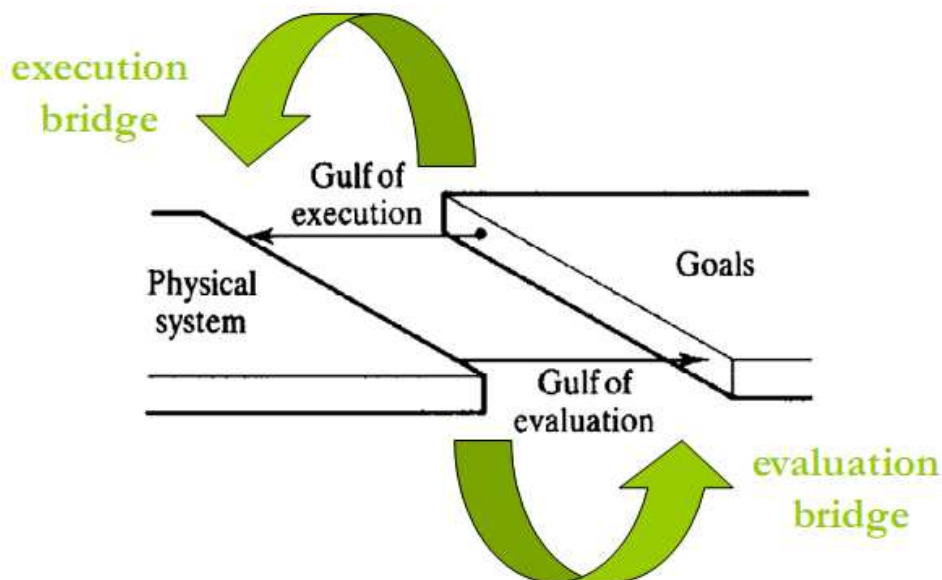 execution
bridge
Gulf of
execution
Goals
Physical
system
Gulf of
evaluation
evaluation
bridge